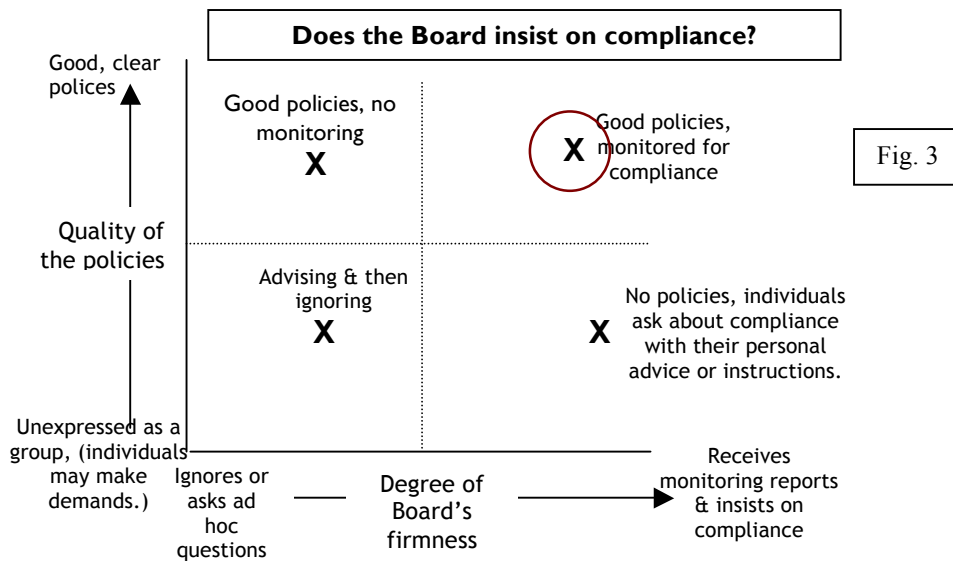 Does the Board insist on compliance?
Good, clear
polices
Good policies, no
monitoring
X
X
Good policies,
monitored for
compliance
Fig. 3
Quality of
the policies
Advising & then
ignoring
X
X
No policies, individuals
ask about compliance
with their personal
advice or instructions.
Unexpressed as a
group, (individuals
may make
demands.)
Ignores or
asks ad
hoc
questions
Degree of
Board's
firmness
Receives
monitoring reports
& insists on
compliance